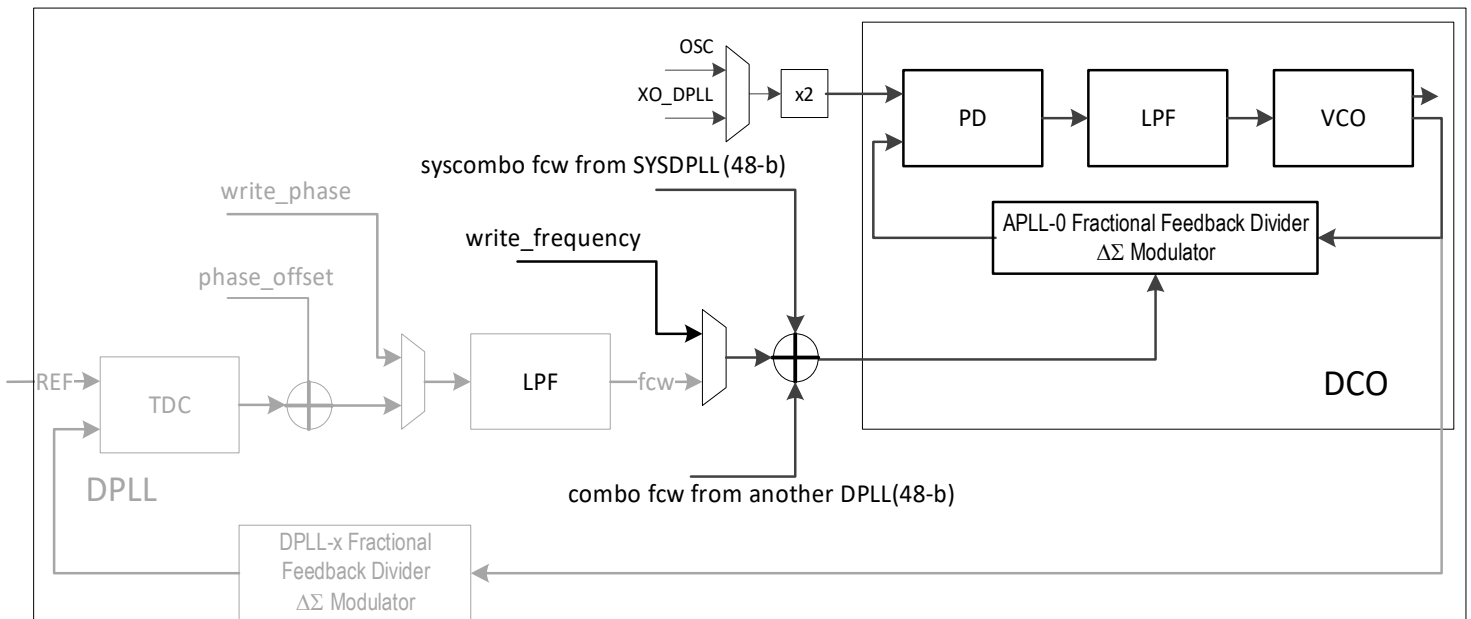 OSC
XO_DPLL
x2
PD
LPF
VCO
syscombo fcw from SYSDPLL(48-b)
write_phase
write_frequency
APLL-0 Fractional Feedback Divider
ΔΣ Modulator
phase_offset
REF
TDC
LPF
fcw
DCO
DPLL
combo fcw from another DPLL(48-b)
DPLL-x Fractional
Feedback Divider
ΔΣ Modulator